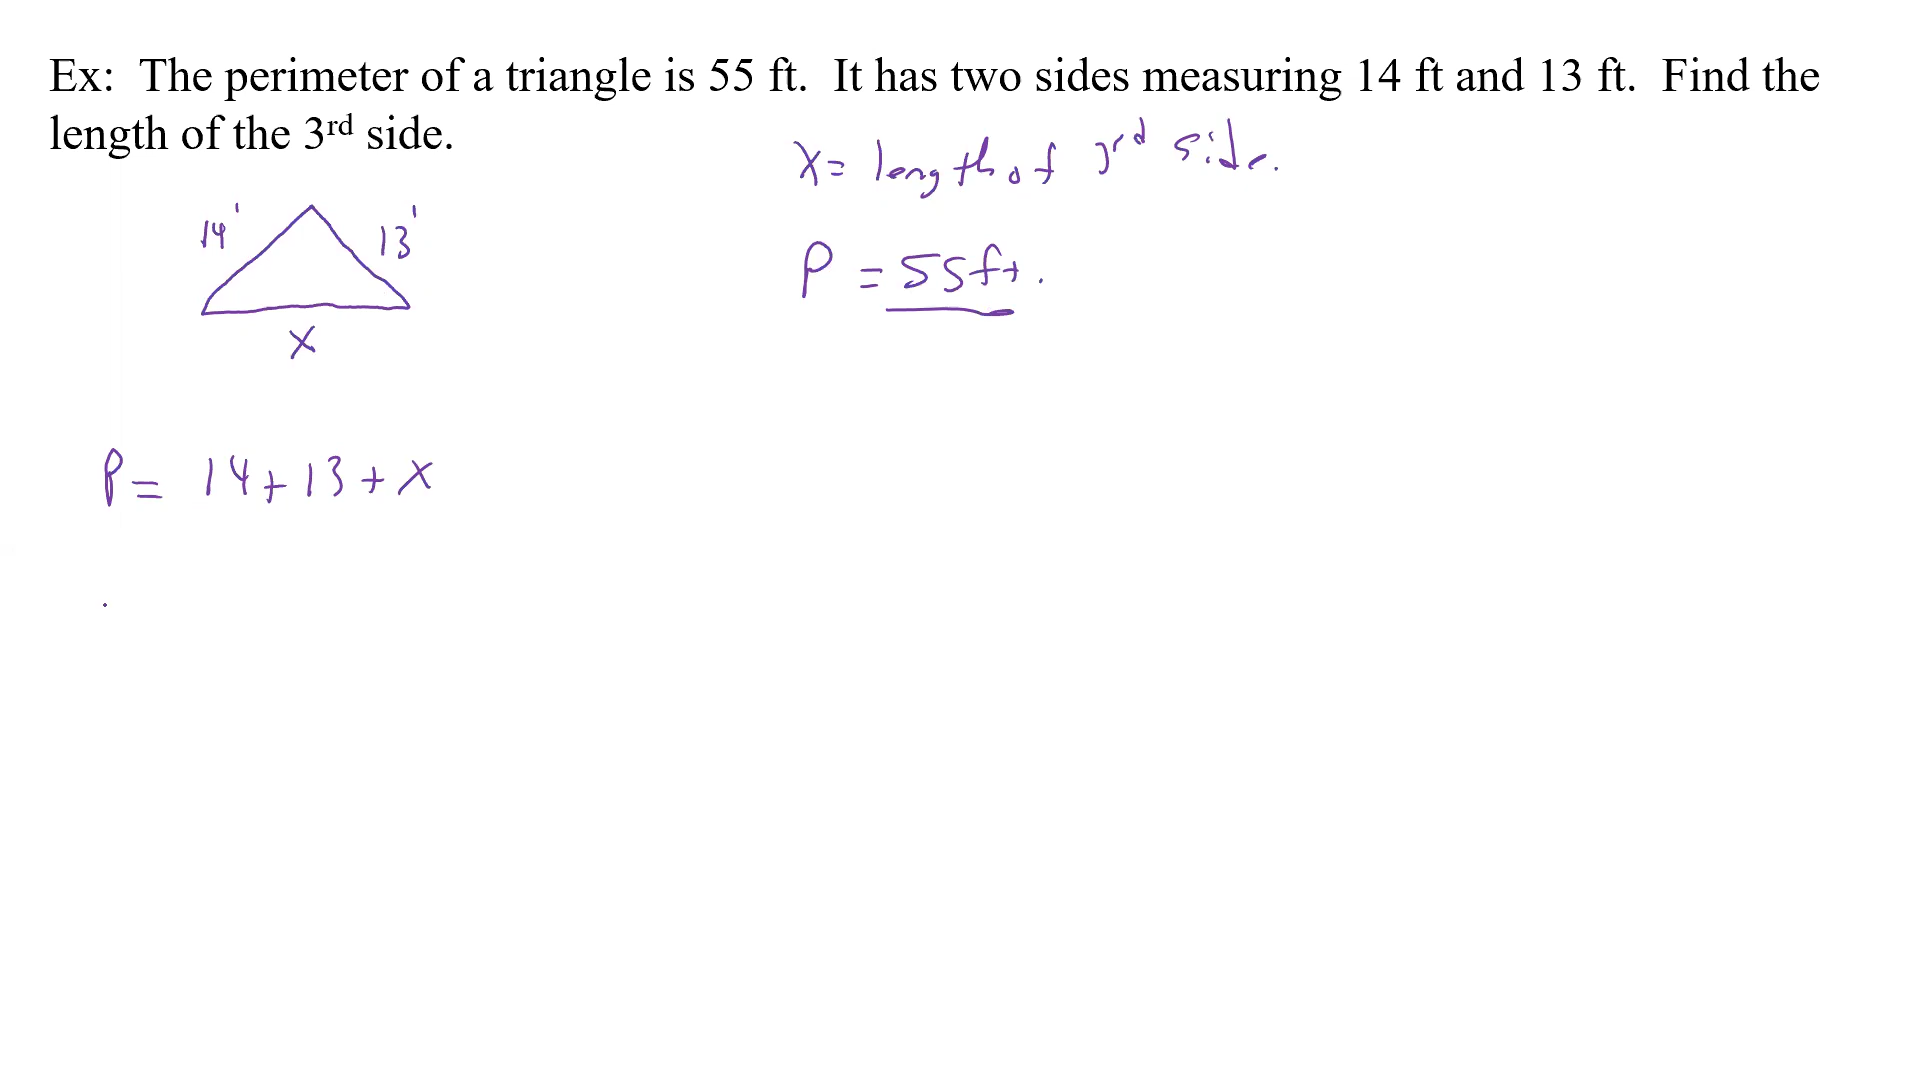 Ex: The perimeter of a triangle is 55 ft. It has two sides measuring 14 ft and 13 ft. Find the
length of the 3rd side.
x = length of 3rd side.
14' 13'
P = 55ft.
x
P = 14 + 13 + x